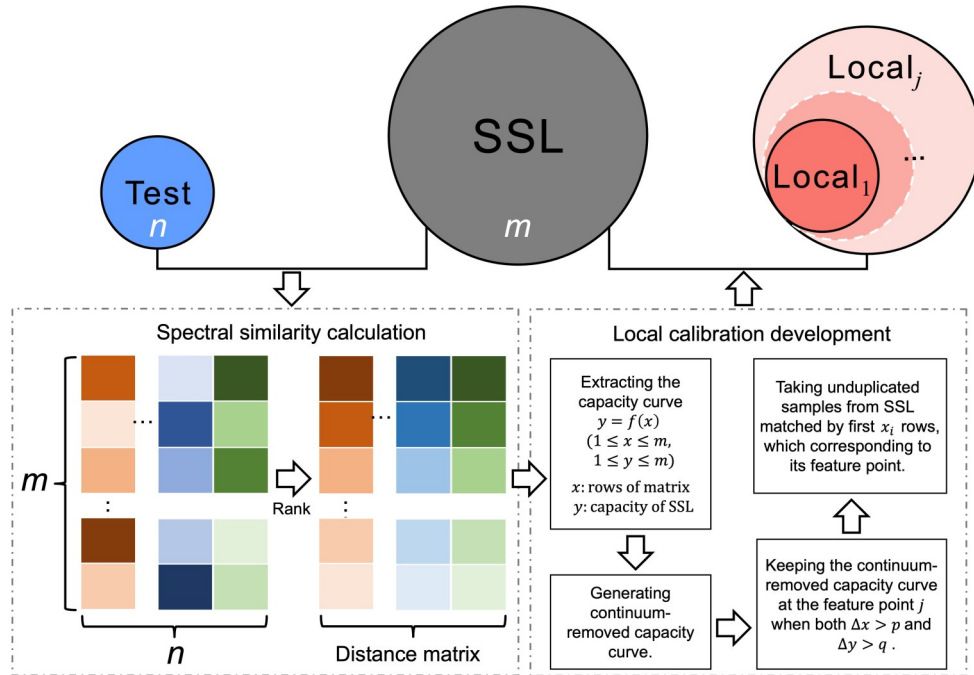 Test
n
SSL
m
Local j
...
Local 1
Spectral similarity calculation
m
...
...
Rank
...
...
n
Distance matrix
Local calibration development
Extracting the
capacity curve
y = f(x)
(1 ≤ x ≤ m,
1 ≤ y ≤ m)
x: rows of matrix
y: capacity of SSL
Generating
continuum-
removed capacity
curve.
Keeping the continuum-
removed capacity curve
at the feature point j
when both Δx > p and
Δy > q .
Taking unduplicated
samples from SSL
matched by first xi rows,
which corresponding to
its feature point.